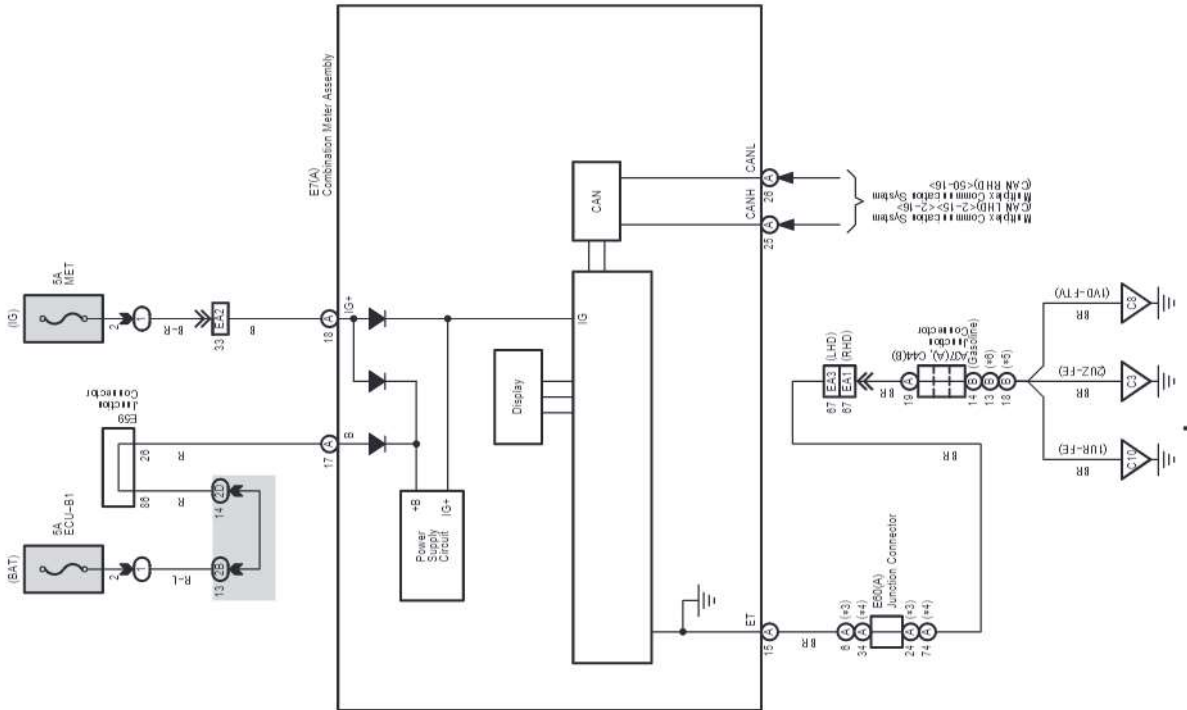 (BAT)
5A
ECU-B1
2
1
R-L
13 2B
14 2D
86
R
E59
Junction
Connector
26
R
(IG)
5A
MET
2
1
B-R
33 EA2
B
E7(A)
Combination Meter Assembly
17 A B
18 A IG+
+B
IG+
Power
Supply
Circuit
Display
IG
CAN
CANH
CANL
25 A
26 A
Multiplex Communication System
(CAN LHD)<2-15><2-16>
Multiplex Communication System
(CAN RHD)<50-16>
ET
15 A
BR
6 A (*3)
34 A (*4)
E60(A)
Junction Connector
24 A (*3)
74 A (*4)
BR
67 EA3 (LHD)
67 EA1 (RHD)
BR
19 A
A37(A), C44(B)
Junction
Connector
14 B (Gasoline)
13 B (*6)
18 B (*5)
BR
(1UR-FE)
C10
BR
(2UZ-FE)
C3
BR
(1VD-FTV)
C8